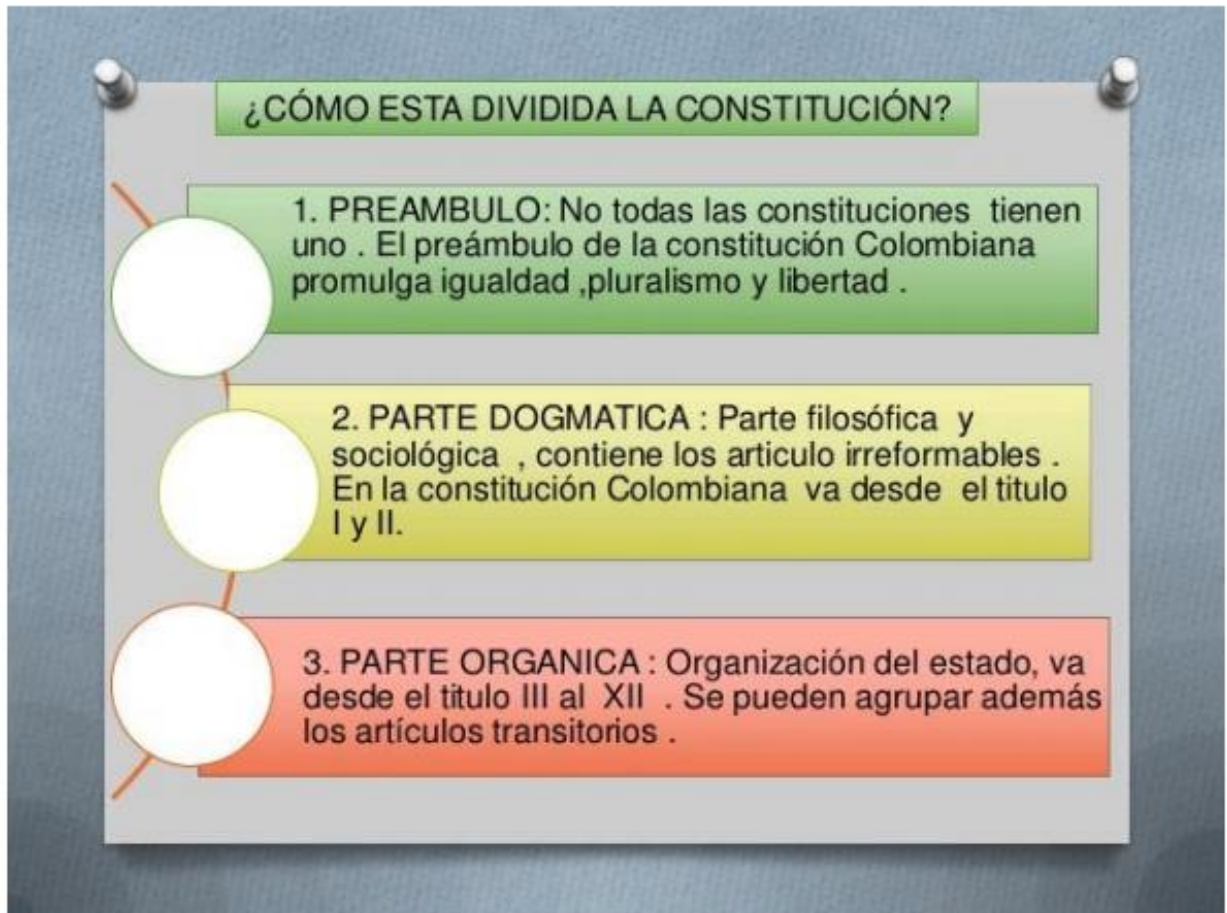 ¿CÓMO ESTA DIVIDIDA LA CONSTITUCIÓN?
1. PREAMBULO: No todas las constituciones tienen
uno . El preámbulo de la constitución Colombiana
promulga igualdad ,pluralismo y libertad .
2. PARTE DOGMATICA : Parte filosófica y
sociológica , contiene los articulo irreformables .
En la constitución Colombiana va desde el titulo
I y II.
3. PARTE ORGANICA : Organización del estado, va
desde el titulo III al XII . Se pueden agrupar además
los artículos transitorios .